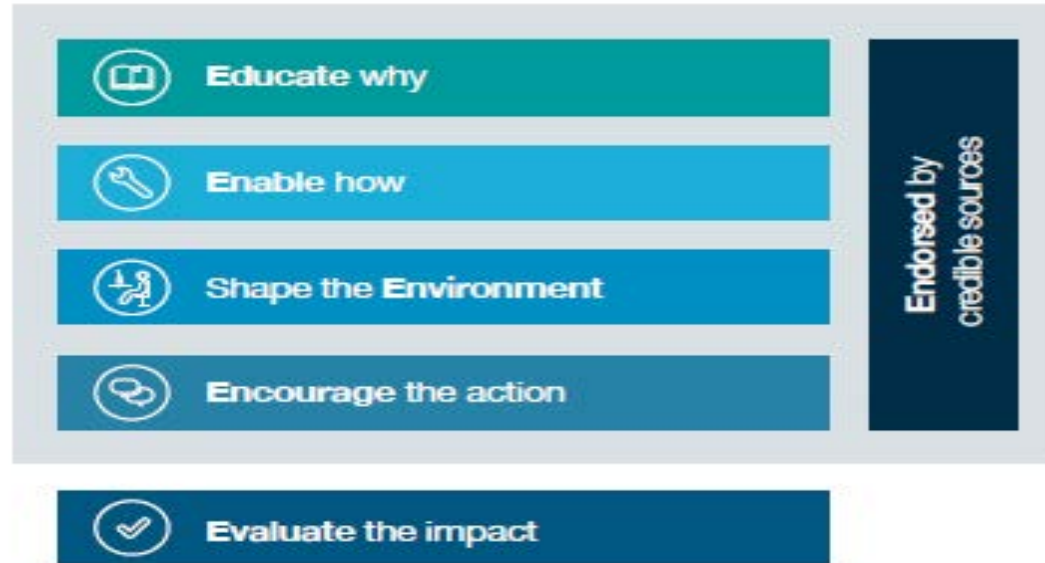 Educate why
Enable how
Shape the Environment
Encourage the action
Endorsed by
credible sources
Evaluate the impact